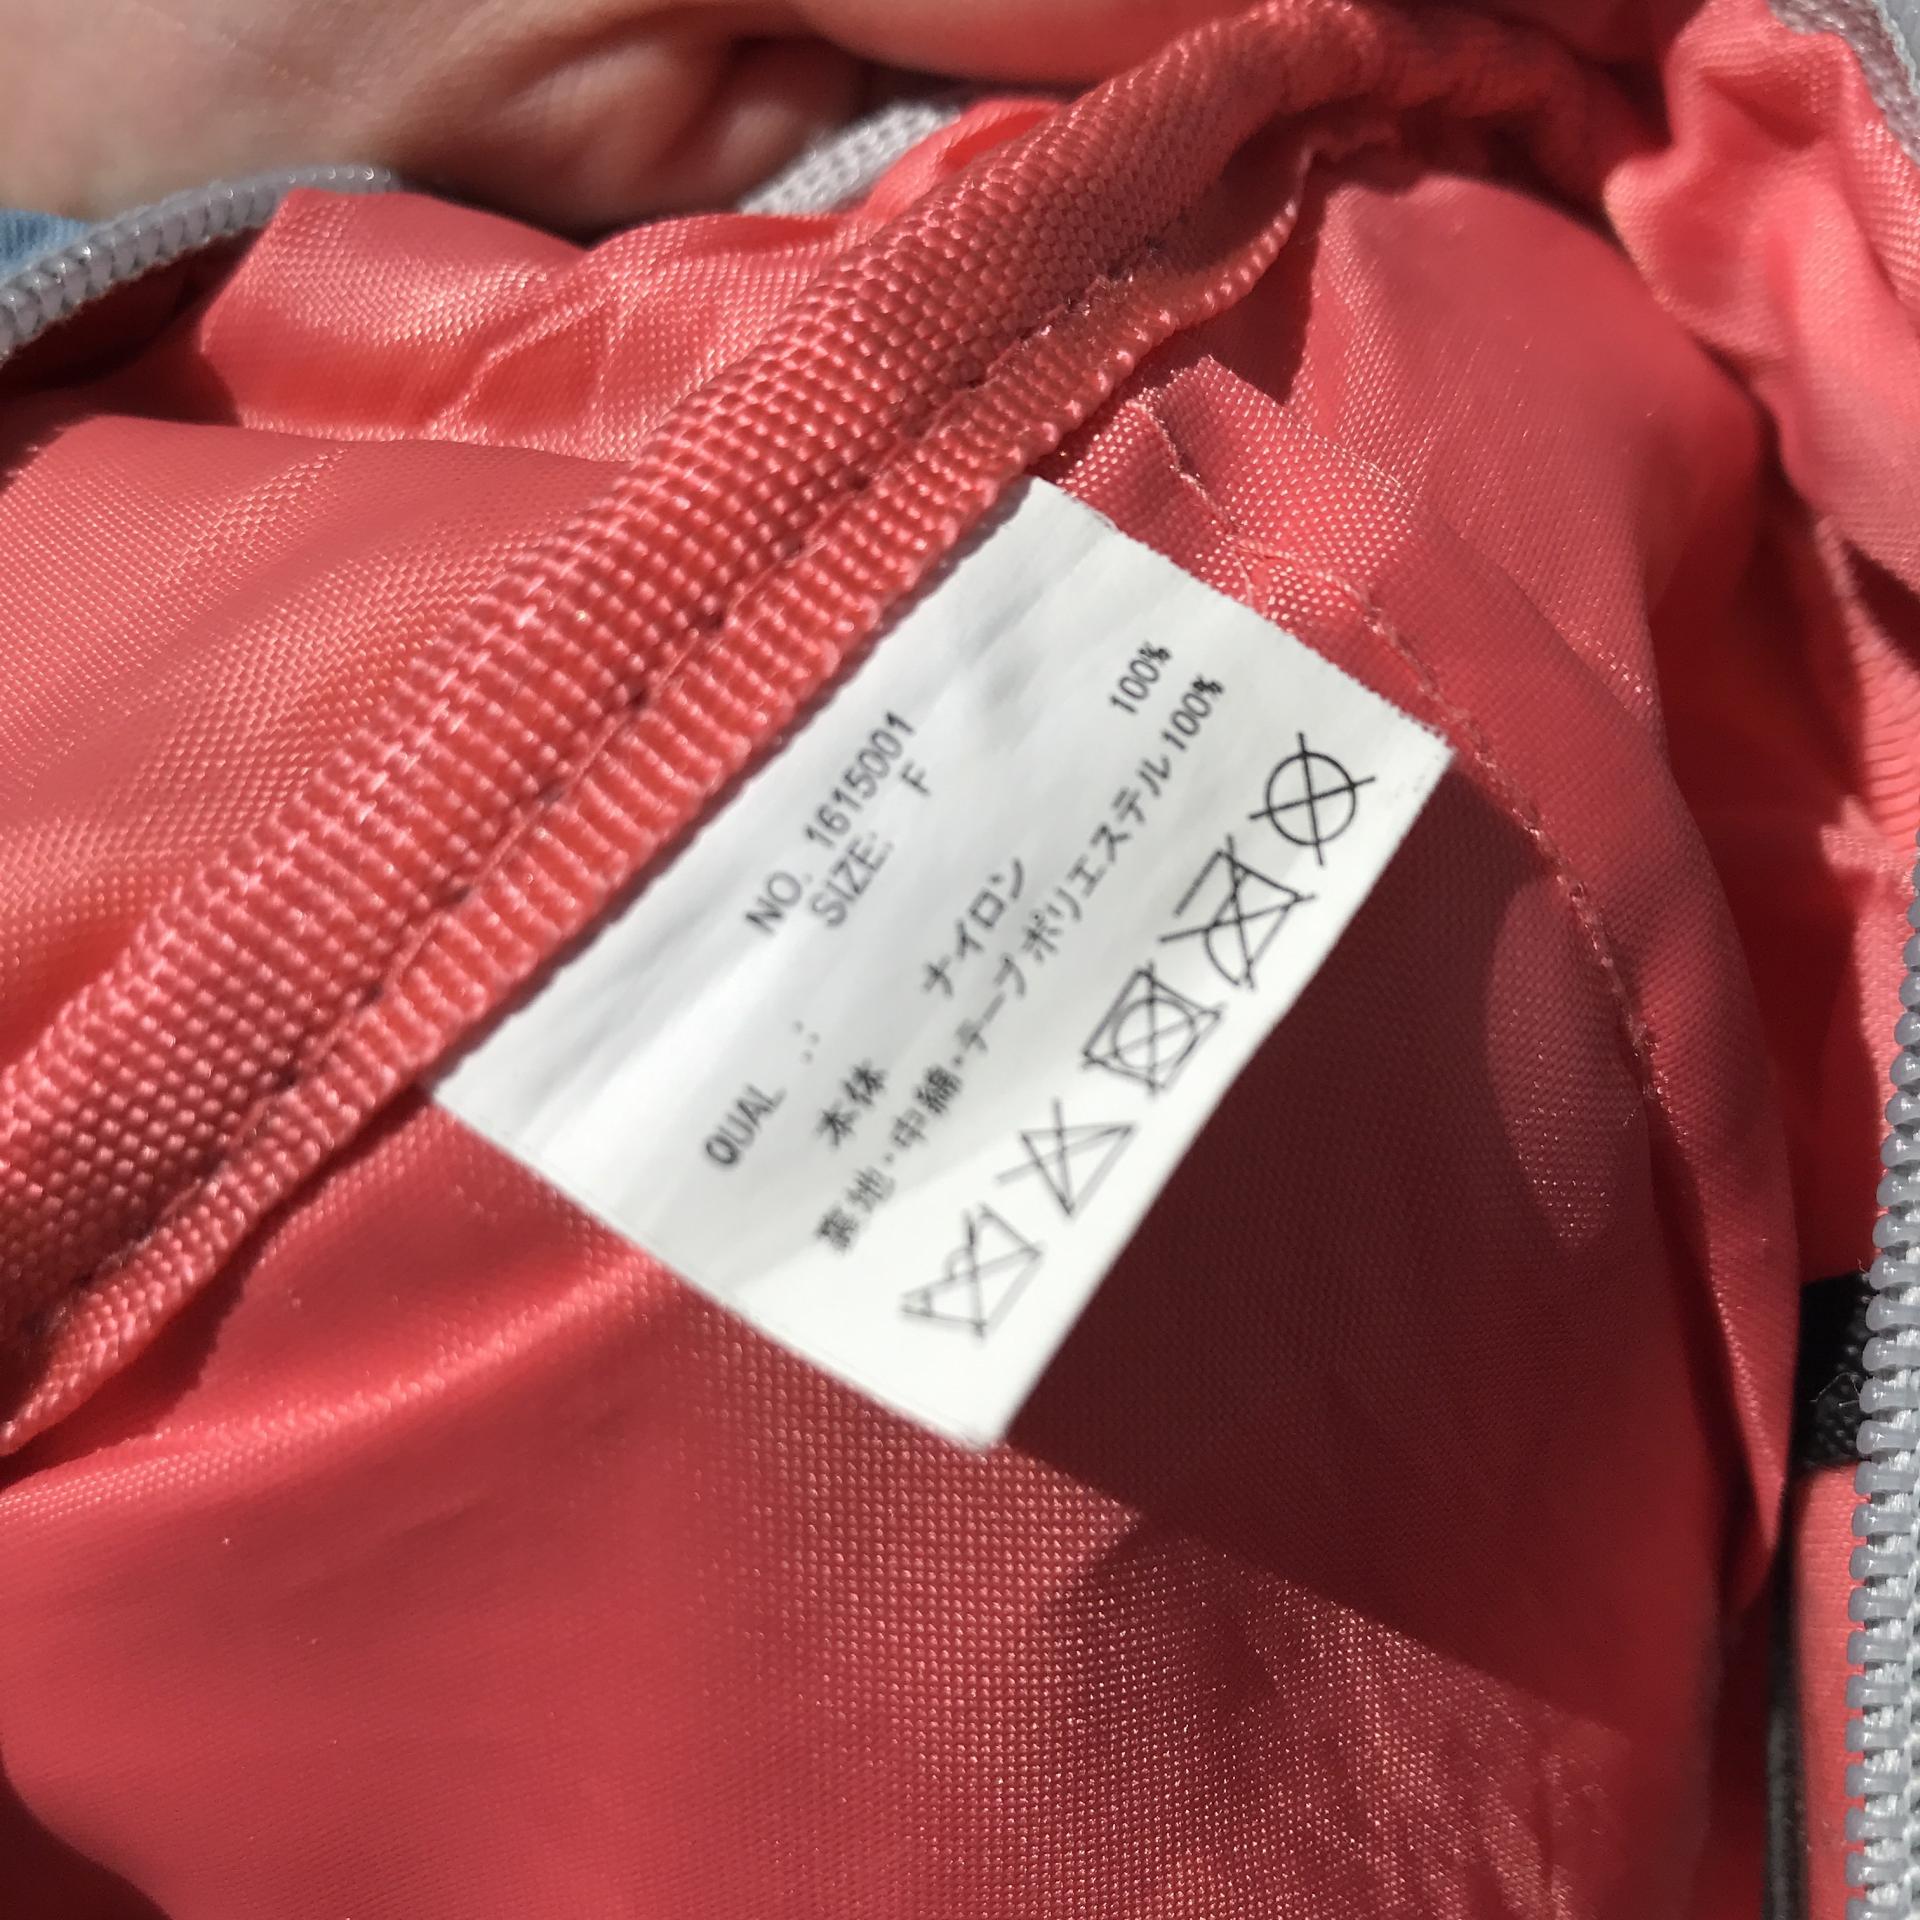 NO. 1615001
SIZE: F
QUAL :
本体 ナイロン 100%
裏地・中綿・テープ ポリエステル 100%